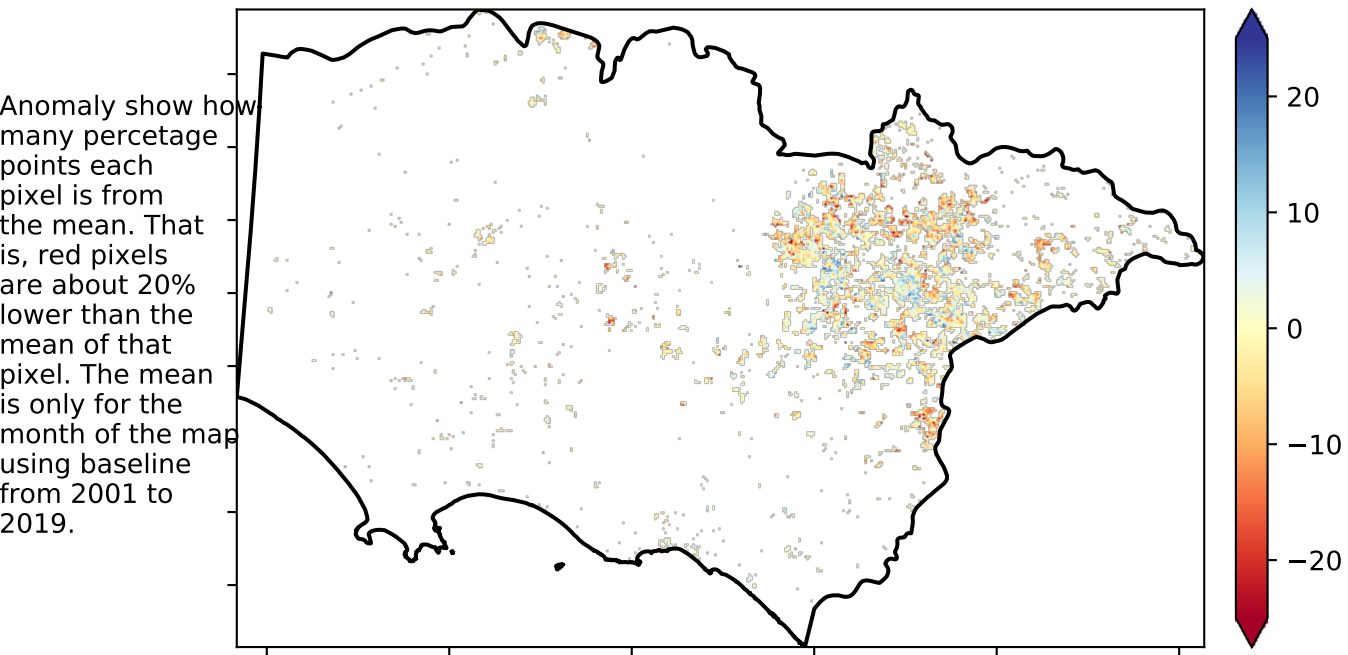 Anomaly show how
many percetage
points each
pixel is from
the mean. That
is, red pixels
are about 20%
lower than the
mean of that
pixel. The mean
is only for the
month of the map
using baseline
from 2001 to
2019.
20
10
0
−10
−20